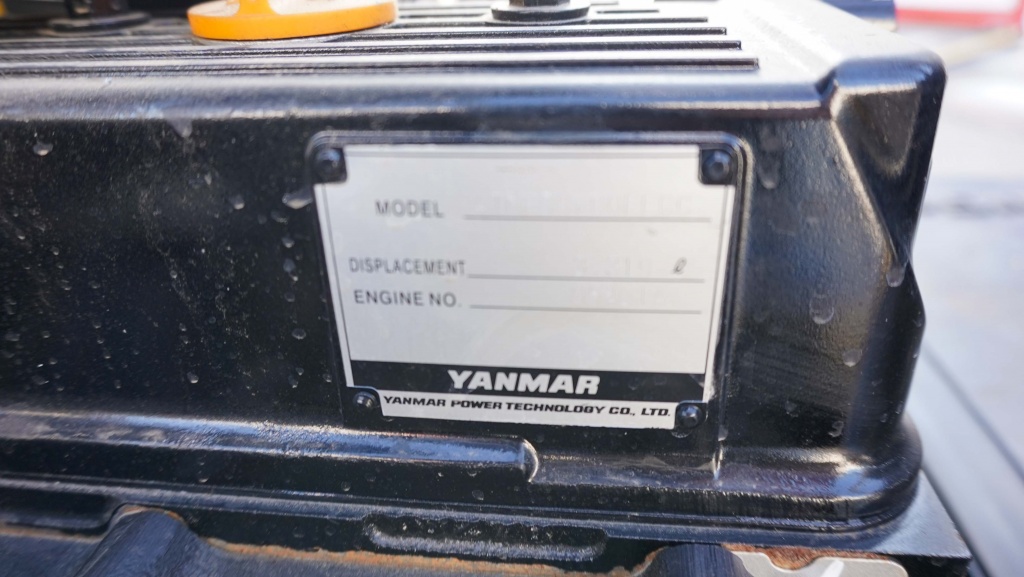 MODEL
DISPLACEMENT ℓ
ENGINE NO.
YANMAR
YANMAR POWER TECHNOLOGY CO., LTD.